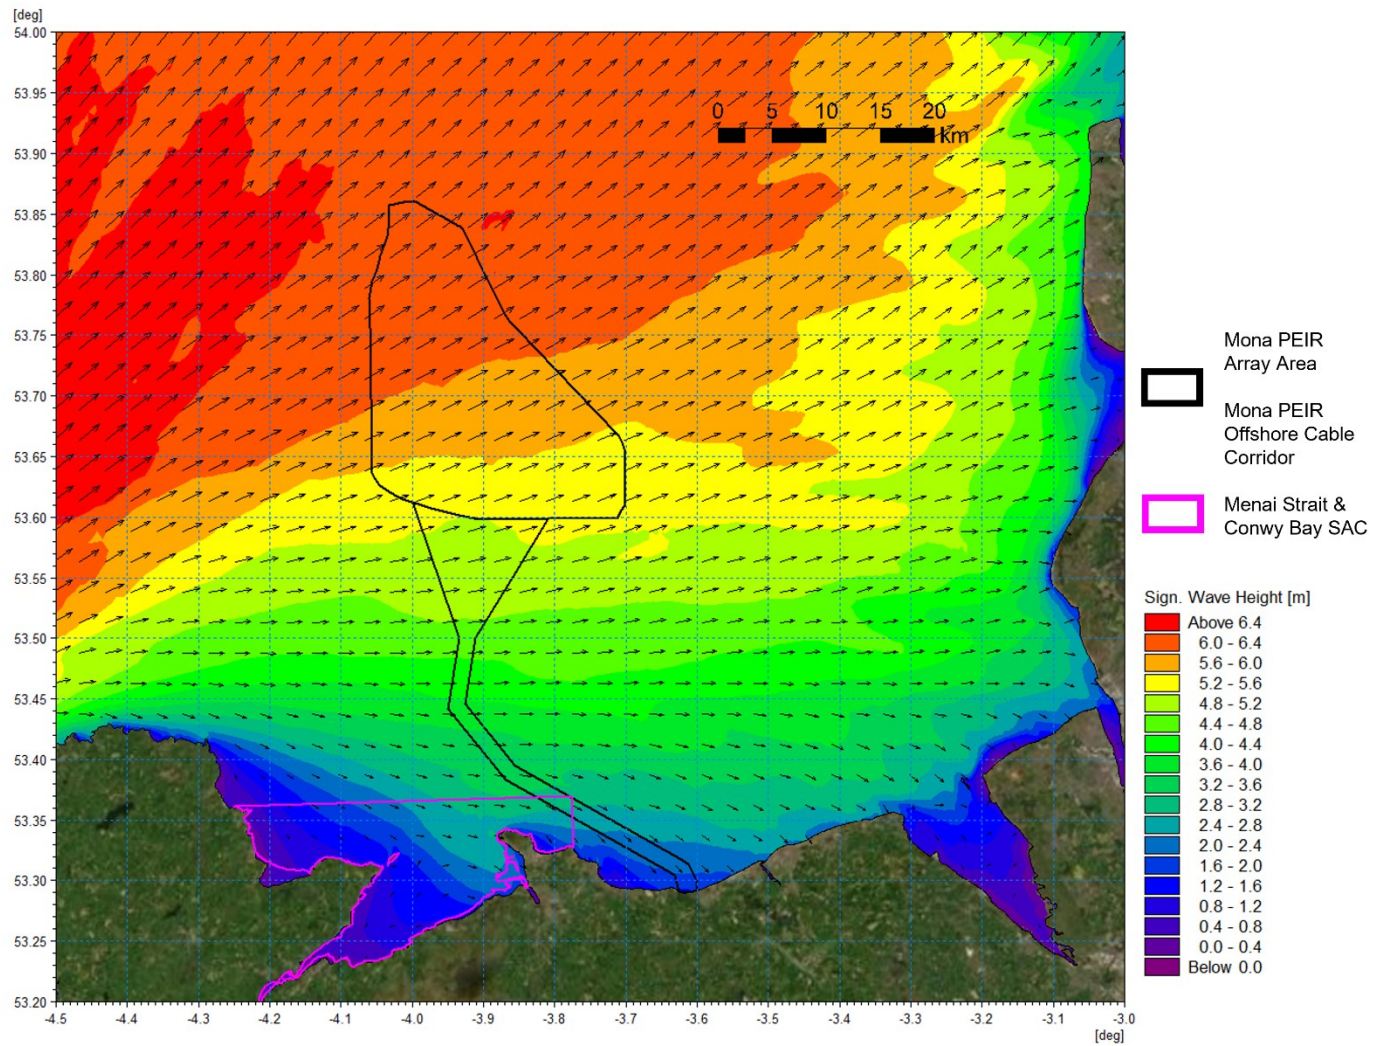 [deg]
54.00
53.95
53.90
53.85
53.80
53.75
53.70
53.65
53.60
53.55
53.50
53.45
53.40
53.35
53.30
53.25
53.20
0 5 10 15 20
km
-4.5 -4.4 -4.3 -4.2 -4.1 -4.0 -3.9 -3.8 -3.7 -3.6 -3.5 -3.4 -3.3 -3.2 -3.1 -3.0
[deg]
Mona PEIR
Array Area
Mona PEIR
Offshore Cable
Corridor
Menai Strait &
Conwy Bay SAC
Sign. Wave Height [m]
Above 6.4
6.0 - 6.4
5.6 - 6.0
5.2 - 5.6
4.8 - 5.2
4.4 - 4.8
4.0 - 4.4
3.6 - 4.0
3.2 - 3.6
2.8 - 3.2
2.4 - 2.8
2.0 - 2.4
1.6 - 2.0
1.2 - 1.6
0.8 - 1.2
0.4 - 0.8
0.0 - 0.4
Below 0.0